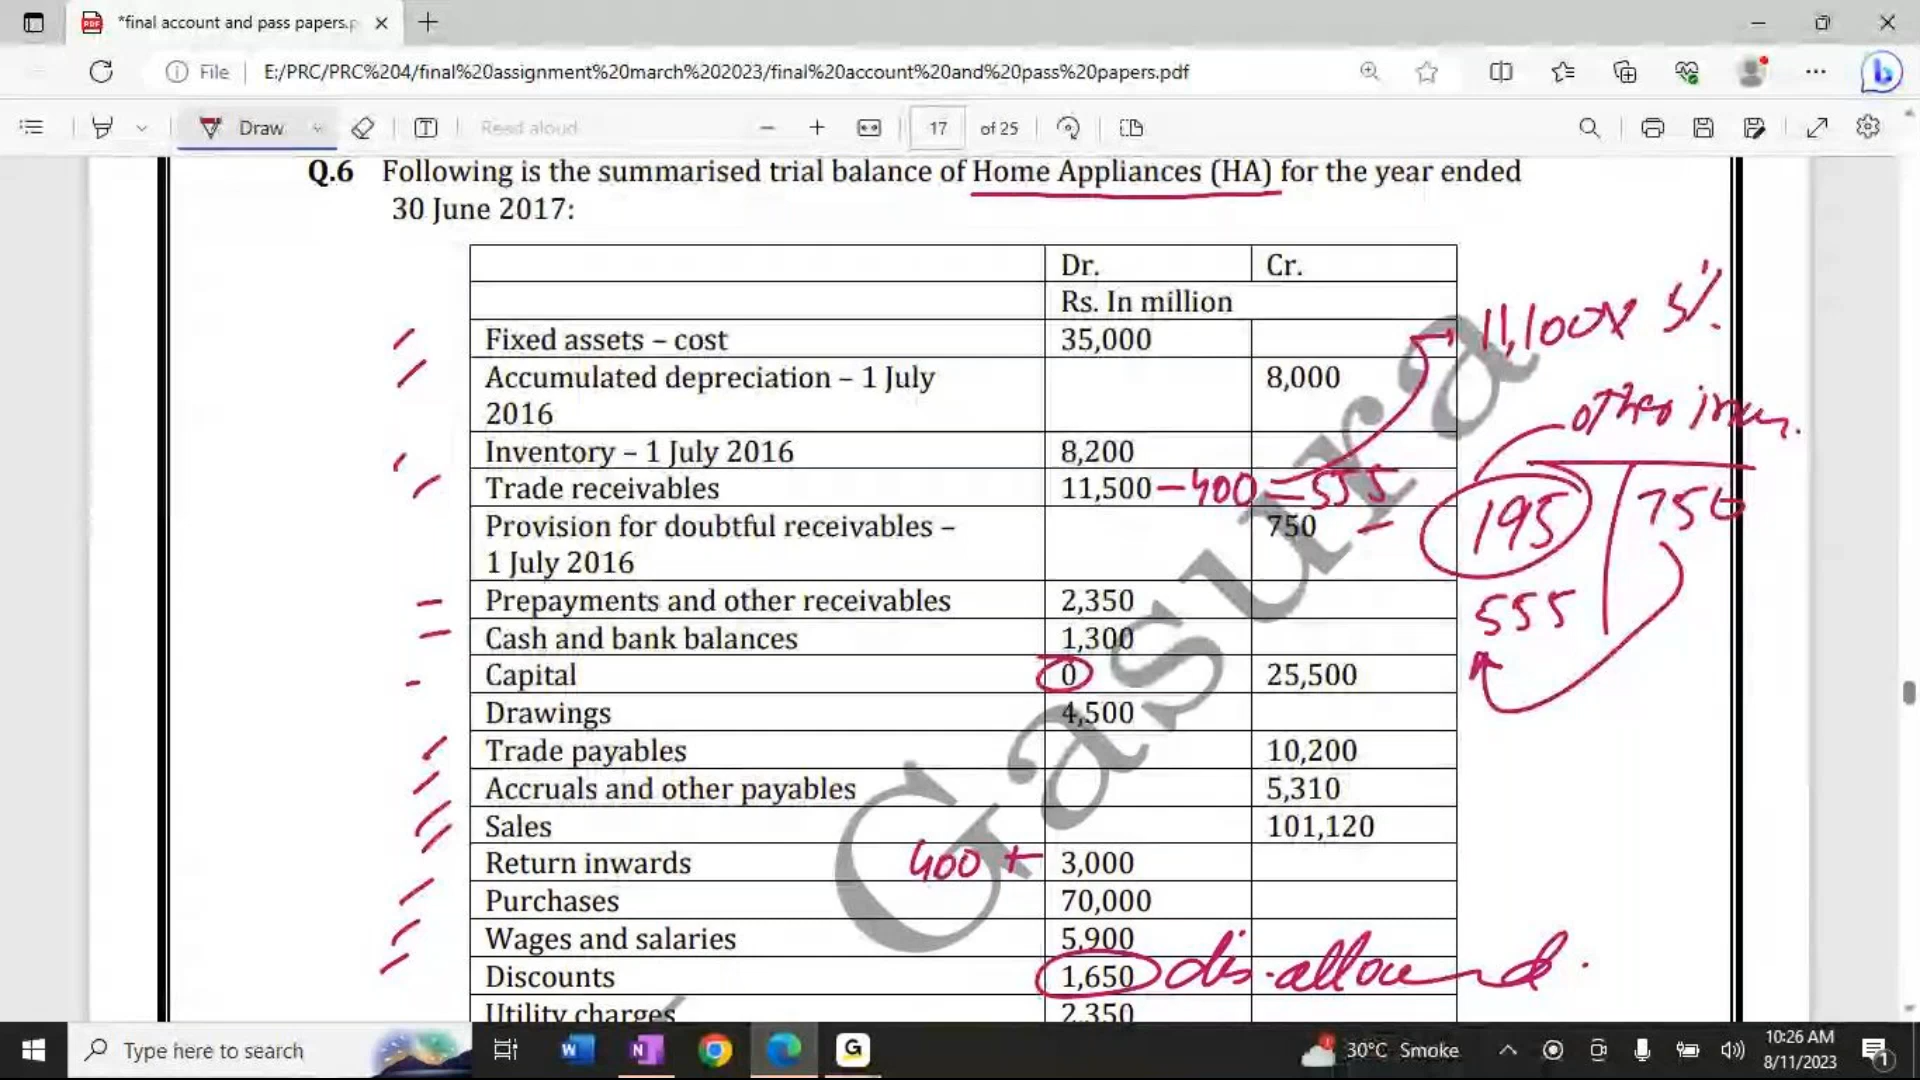 *final account and pass papers.p
File E:/PRC/PRC%204/final%20assignment%20march%202023/final%20account%20and%20pass%20papers.pdf
Draw Read aloud 17 of 25
Q.6 Following is the summarised trial balance of Home Appliances (HA) for the year ended
30 June 2017:
Dr. Cr.
Rs. In million
11,100 x 5%.
Fixed assets – cost 35,000
Accumulated depreciation – 1 July 8,000
2016
other
Inventory – 1 July 2016 8,200
Trade receivables 11,500 – 400 = 555
195 750
Provision for doubtful receivables – 750
1 July 2016
Prepayments and other receivables 2,350
555
Cash and bank balances 1,300
Capital 0 25,500
Drawings 4,500
Trade payables 10,200
Accruals and other payables 5,310
Sales 101,120
Return inwards 400 + 3,000
Purchases 70,000
Wages and salaries 5,900
Discounts 1,650 dis.allowed.
Utility charges 2,350
Gasura
Type here to search
30°C Smoke
10:26 AM
8/11/2023
1